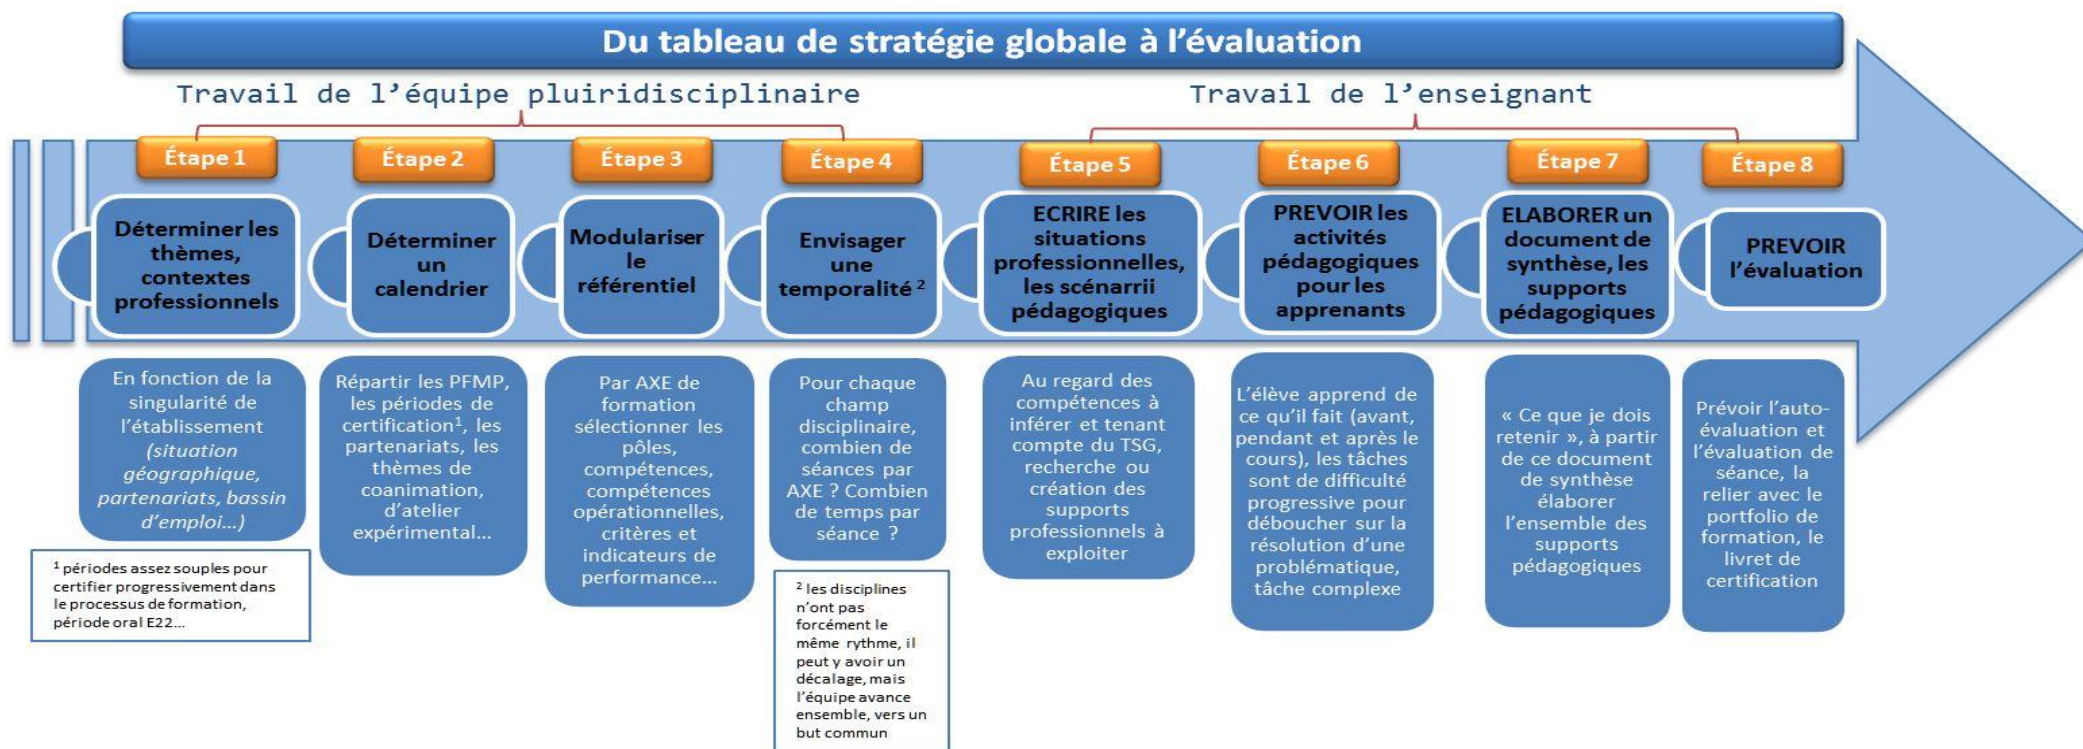 Du tableau de stratégie globale à l'évaluation
Travail de l'équipe pluiridisciplinaire
Travail de l'enseignant
Étape 1
Étape 2
Étape 3
Étape 4
Étape 5
Étape 6
Étape 7
Étape 8
Déterminer les
thèmes,
contextes
professionnels
Déterminer
un
calendrier
Modulariser
le
référentiel
Envisager
une
temporalité ²
ECRIRE les
situations
professionnelles,
les scénarrii
pédagogiques
PREVOIR les
activités
pédagogiques
pour les
apprenants
ELABORER un
document de
synthèse, les
supports
pédagogiques
PREVOIR
l'évaluation
En fonction de la
singularité de
l'établissement
(situation
géographique,
partenariats, bassin
d'emploi…)
Répartir les PFMP,
les périodes de
certification¹, les
partenariats, les
thèmes de
coanimation,
d'atelier
expérimental…
Par AXE de
formation
sélectionner les
pôles,
compétences,
compétences
opérationnelles,
critères et
indicateurs de
performance…
Pour chaque
champ
disciplinaire,
combien de
séances par
AXE ? Combien
de temps par
séance ?
Au regard des
compétences à
inférer et tenant
compte du TSG,
recherche ou
création des
supports
professionnels à
exploiter
L'élève apprend de
ce qu'il fait (avant,
pendant et après le
cours), les tâches
sont de difficulté
progressive pour
déboucher sur la
résolution d'une
problématique,
tâche complexe
« Ce que je dois
retenir », à partir
de ce document
de synthèse
élaborer
l'ensemble des
supports
pédagogiques
Prévoir l'auto-
évaluation et
l'évaluation de
séance, la
relier avec le
portfolio de
formation, le
livret de
certification
¹ périodes assez souples pour
certifier progressivement dans
le processus de formation,
période oral E22…
² les disciplines
n'ont pas
forcément le
même rythme, il
peut y avoir un
décalage, mais
l'équipe avance
ensemble, vers un
but commun